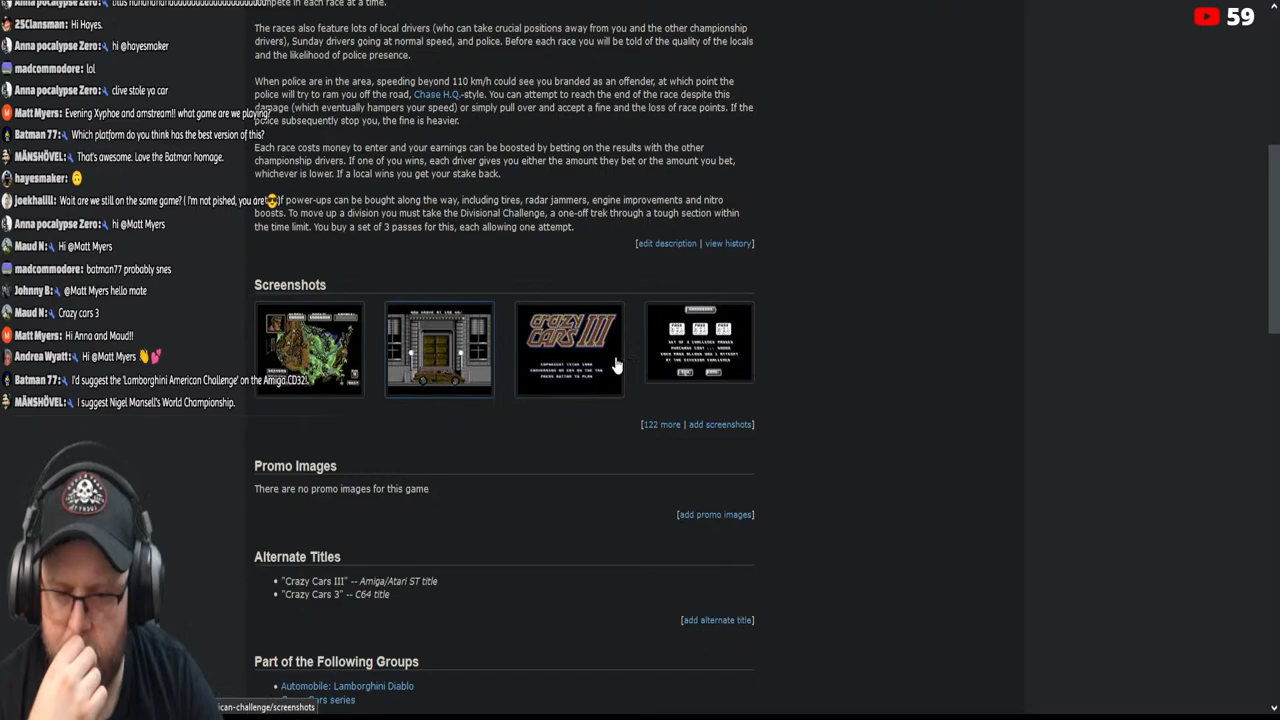 2SClansman: Hi Hayes.
Anna pocalypse Zero: hi @hayesmaker
madcommodore: lol
Anna pocalypse Zero: clive stole yo car
Matt Myers: Evening Xyphoe and amstream!! what game are we playing?
Batman 77: Which platform do you think has the best version of this?
MÄNSHÖVEL: That's awesome. Love the Batman homage.
hayesmaker: 🙃
Joekhalill: Wait are we still on the same game? ( I'm not pished, you are 😎
Anna pocalypse Zero: hi @Matt Myers
Maud N: Hi @Matt Myers
madcommodore: batman77 probably snes
Johnny B: @Matt Myers hello mate
Maud N: Crazy cars 3
Matt Myers: Hi Anna and Maud!!
Andrea Wyatt: Hi @Matt Myers 👋 💕
Batman 77: I'd suggest the 'Lamborghini American Challenge' on the Amiga CD32!
MÄNSHÖVEL: I suggest Nigel Mansell's World Championship.
59
in each race at a time.
The races also feature lots of local drivers (who can take crucial positions away from you and the other championship
drivers), Sunday drivers going at normal speed, and police. Before each race you will be told of the quality of the locals
and the likelihood of police presence.
When police are in the area, speeding beyond 110 km/h could see you branded as an offender, at which point the
police will try to ram you off the road, Chase H.Q.-style. You can attempt to reach the end of the race despite this
damage (which eventually hampers your speed) or simply pull over and accept a fine and the loss of race points. If the
police subsequently stop you, the fine is heavier.
Each race costs money to enter and your earnings can be boosted by betting on the results with the other
championship drivers. If one of you wins, each driver gives you either the amount they bet or the amount you bet,
whichever is lower. If a local wins you get your stake back.
of power-ups can be bought along the way, including tires, radar jammers, engine improvements and nitro
boosts. To move up a division you must take the Divisional Challenge, a one-off trek through a tough section within
the time limit. You buy a set of 3 passes for this, each allowing one attempt.
[edit description | view history]
Screenshots
CRAZY CARS III
[122 more | add screenshots]
Promo Images
There are no promo images for this game
[add promo images]
Alternate Titles
• "Crazy Cars III" -- Amiga/Atari ST title
• "Crazy Cars 3" -- C64 title
[add alternate title]
Part of the Following Groups
• Automobile: Lamborghini Diablo
Cars series
ican-challenge/screenshots